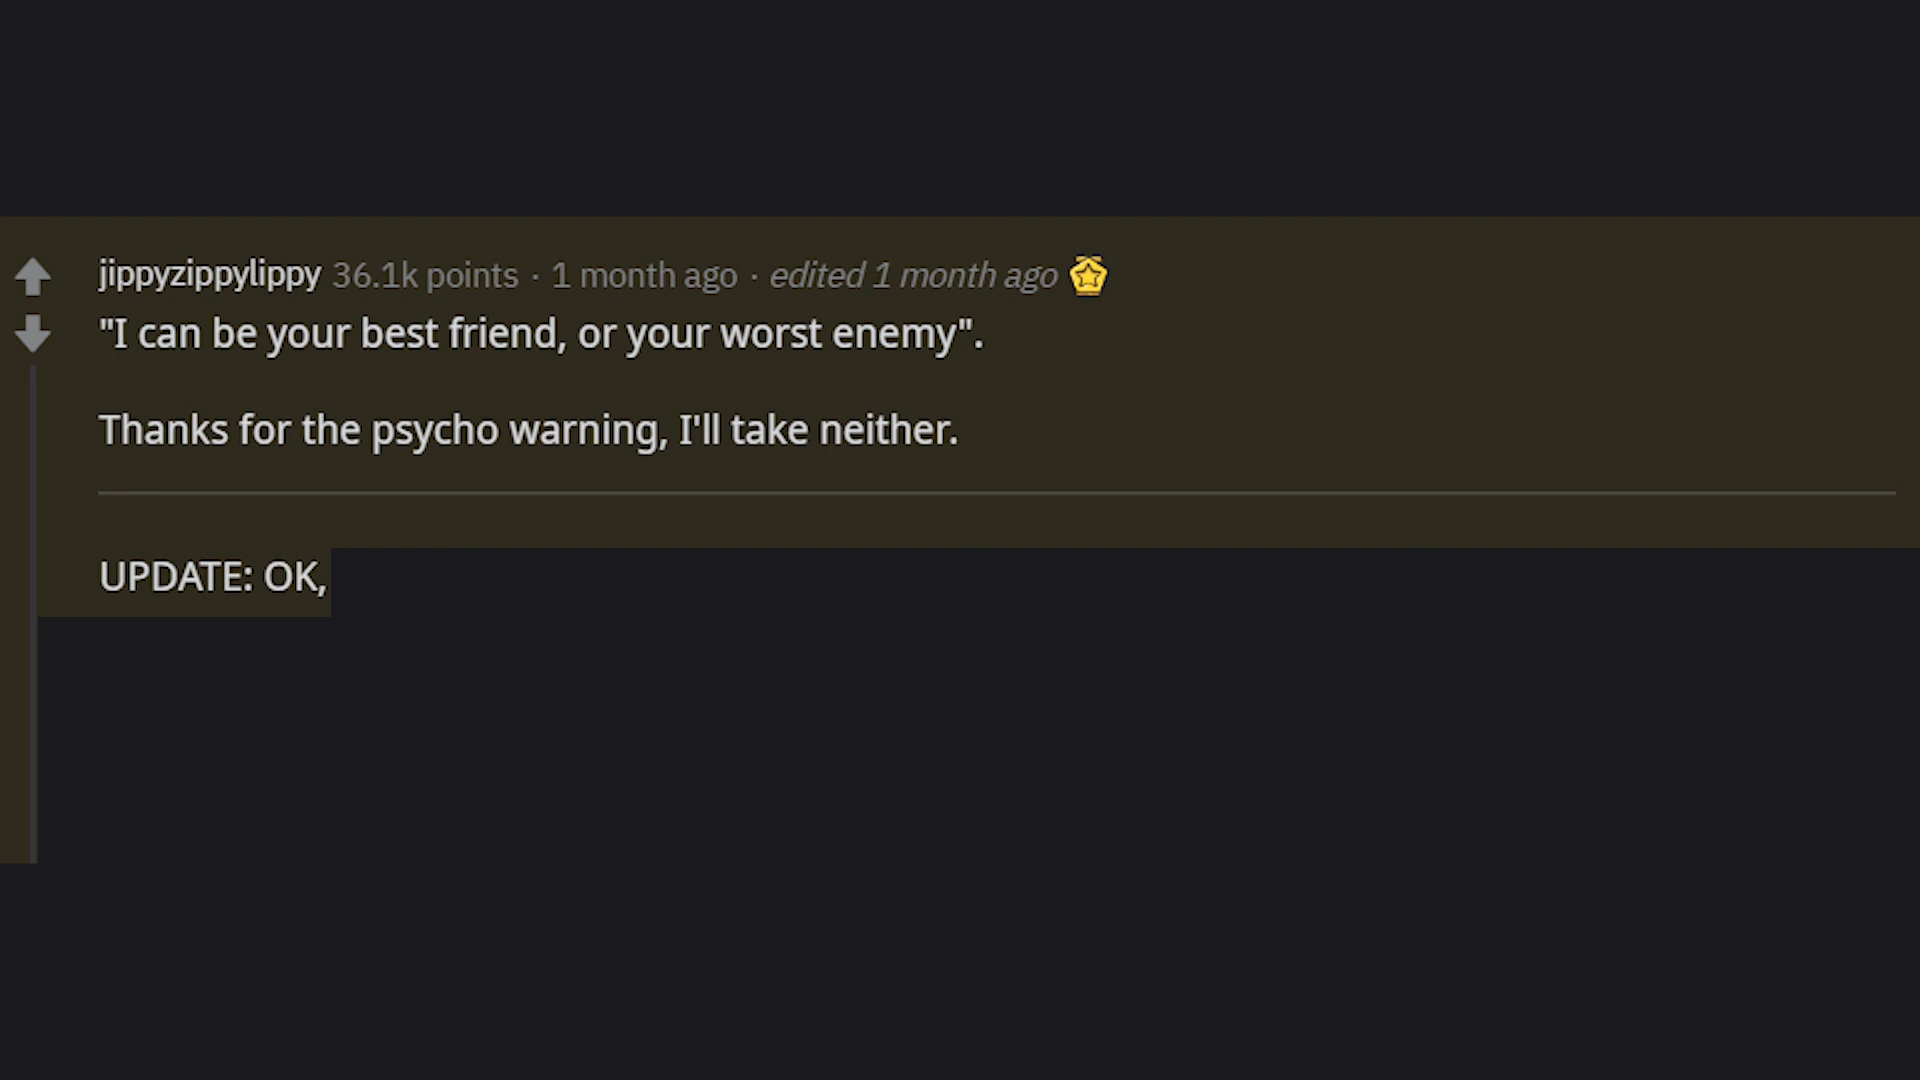 jippyzippylippy 36.1k points · 1 month ago · edited 1 month ago
"I can be your best friend, or your worst enemy".
Thanks for the psycho warning, I'll take neither.
UPDATE: OK,